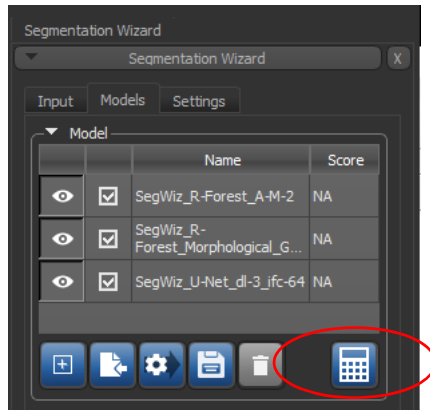 Segmentation Wizard
Segmentation Wizard X
Input Models Settings
Model
Name Score
SegWiz_R-Forest_A-M-2 NA
SegWiz_R-
Forest_Morphological_G... NA
SegWiz_U-Net_dl-3_ifc-64 NA